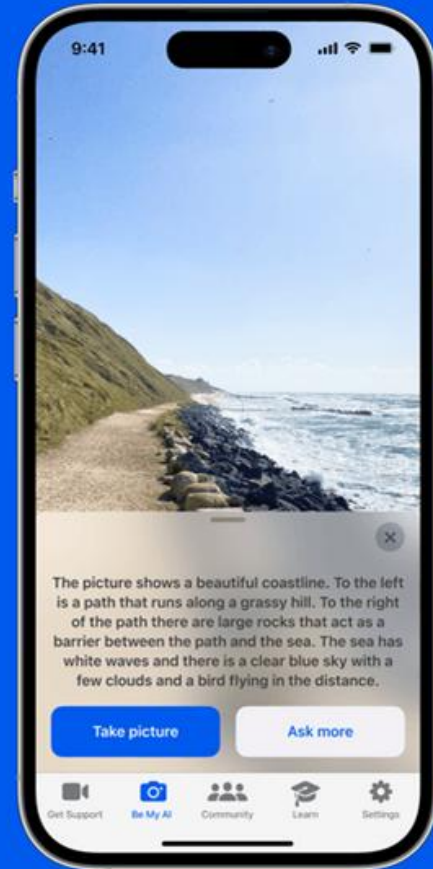 9:41
The picture shows a beautiful coastline. To the left
is a path that runs along a grassy hill. To the right
of the path there are large rocks that act as a
barrier between the path and the sea. The sea has
white waves and there is a clear blue sky with a
few clouds and a bird flying in the distance.
Take picture
Ask more
Get Support
Be My AI
Community
Learn
Settings